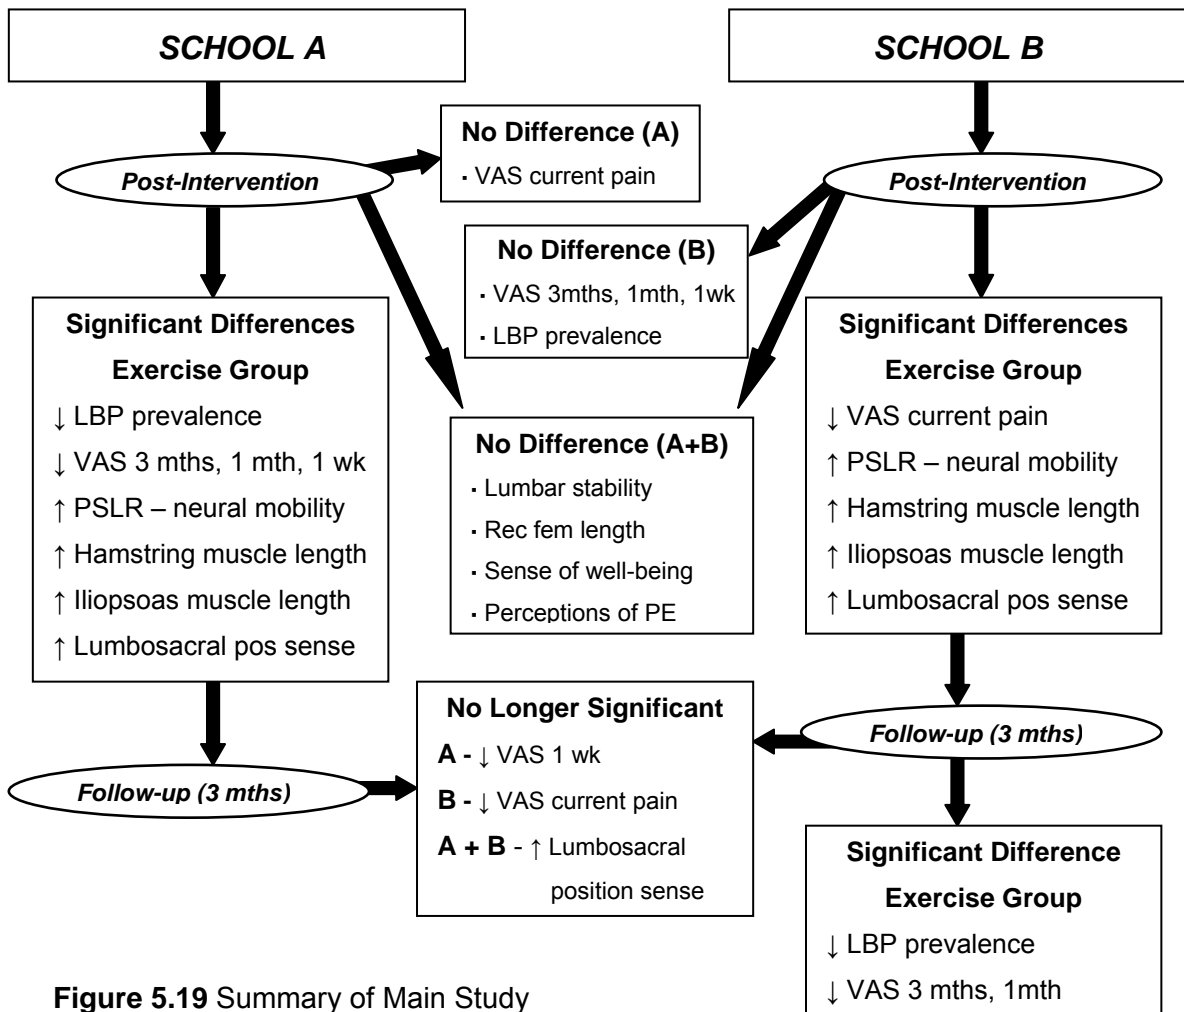 SCHOOL A
SCHOOL B
No Difference (A)
· VAS current pain
Post-Intervention
Post-Intervention
No Difference (B)
· VAS 3mths, 1mth, 1wk
· LBP prevalence
Significant Differences
Exercise Group
↓ LBP prevalence
↓ VAS 3 mths, 1 mth, 1 wk
↑ PSLR – neural mobility
↑ Hamstring muscle length
↑ Iliopsoas muscle length
↑ Lumbosacral pos sense
No Difference (A+B)
· Lumbar stability
· Rec fem length
· Sense of well-being
· Perceptions of PE
Significant Differences
Exercise Group
↓ VAS current pain
↑ PSLR – neural mobility
↑ Hamstring muscle length
↑ Iliopsoas muscle length
↑ Lumbosacral pos sense
Follow-up (3 mths)
No Longer Significant
A - ↓ VAS 1 wk
B - ↓ VAS current pain
A + B - ↑ Lumbosacral
position sense
Follow-up (3 mths)
Significant Difference
Exercise Group
↓ LBP prevalence
↓ VAS 3 mths, 1mth
Figure 5.19 Summary of Main Study